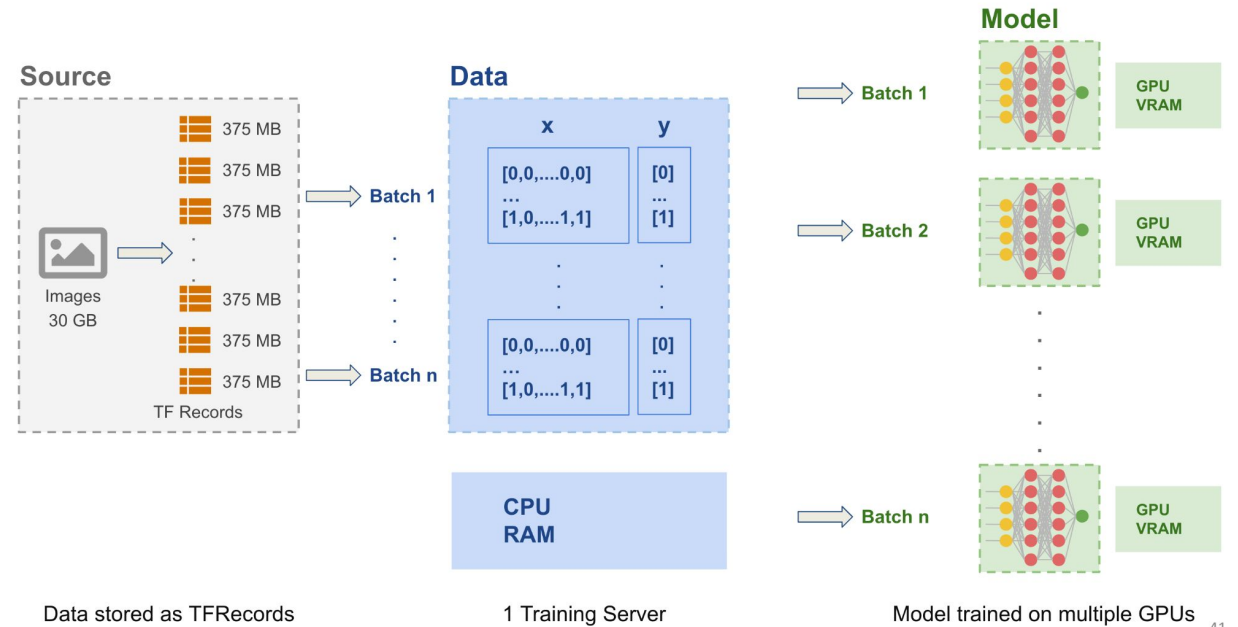 Model
Source
Data
375 MB
375 MB
375 MB
375 MB
375 MB
375 MB
Images
30 GB
TF Records
Batch 1
Batch n
x
y
[0,0,....0,0]
...
[1,0,....1,1]
[0]
...
[1]
[0,0,....0,0]
...
[1,0,....1,1]
[0]
...
[1]
CPU
RAM
Batch 1
GPU
VRAM
Batch 2
GPU
VRAM
Batch n
GPU
VRAM
Data stored as TFRecords
1 Training Server
Model trained on multiple GPUs
41